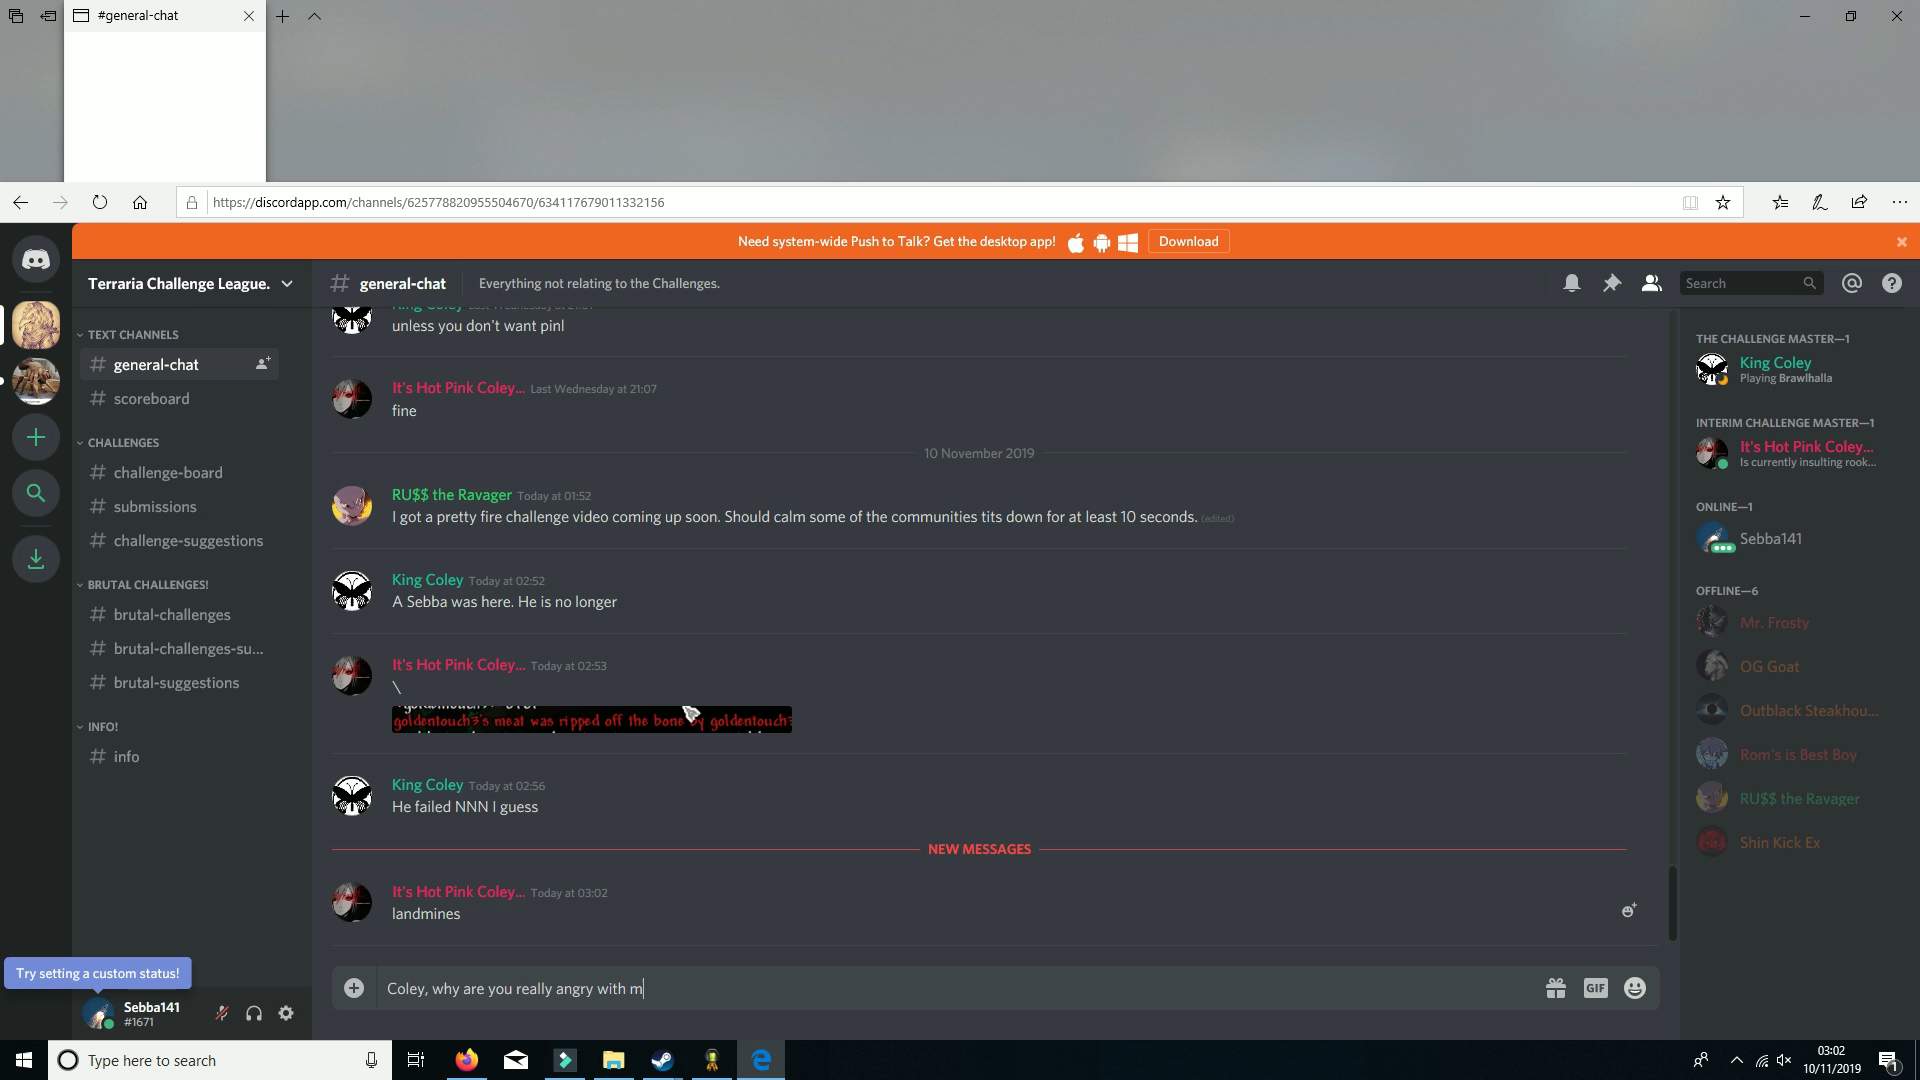 #general-chat
https://discordapp.com/channels/625778820955504670/634117679011332156
Need system-wide Push to Talk? Get the desktop app!
Download
Terraria Challenge League.
general-chat
Everything not relating to the Challenges.
Search
TEXT CHANNELS
general-chat
scoreboard
CHALLENGES
challenge-board
submissions
challenge-suggestions
BRUTAL CHALLENGES!
brutal-challenges
brutal-challenges-su...
brutal-suggestions
INFO!
info
Try setting a custom status!
Sebba141
#1671
unless you don't want pinl
It's Hot Pink Coley... Last Wednesday at 21:07
fine
10 November 2019
RU$$ the Ravager Today at 01:52
I got a pretty fire challenge video coming up soon. Should calm some of the communities tits down for at least 10 seconds. (edited)
King Coley Today at 02:52
A Sebba was here. He is no longer
It's Hot Pink Coley... Today at 02:53
\
goldentouch3's meat was ripped off the bone by goldentouch3
King Coley Today at 02:56
He failed NNN I guess
NEW MESSAGES
It's Hot Pink Coley... Today at 03:02
landmines
Coley, why are you really angry with m
GIF
THE CHALLENGE MASTER—1
King Coley
Playing Brawlhalla
INTERIM CHALLENGE MASTER—1
It's Hot Pink Coley...
Is currently insulting rook...
ONLINE—1
Sebba141
OFFLINE—6
Mr. Frosty
OG Goat
Outblack Steakhou...
Rom's is Best Boy
RU$$ the Ravager
Shin Kick Ex
Type here to search
03:02
10/11/2019
1